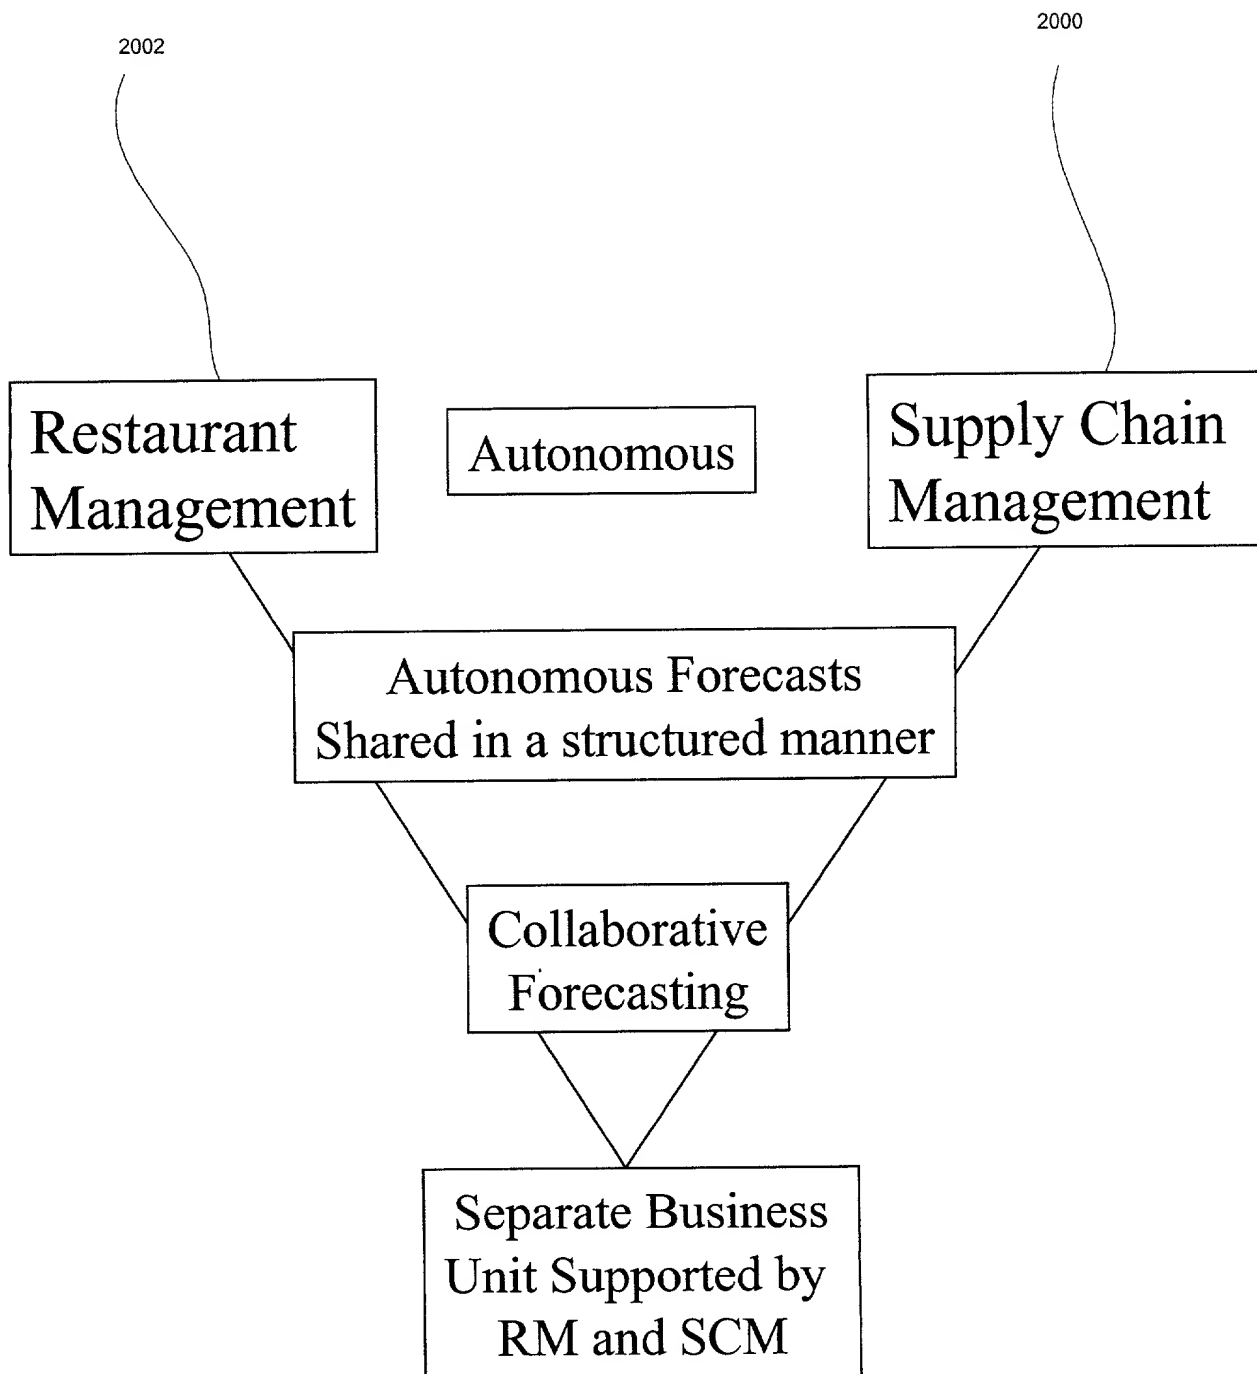 2002
2000
Restaurant
Management
Autonomous
Supply Chain
Management
Autonomous Forecasts
Shared in a structured manner
Collaborative
Forecasting
Separate Business
Unit Supported by
RM and SCM